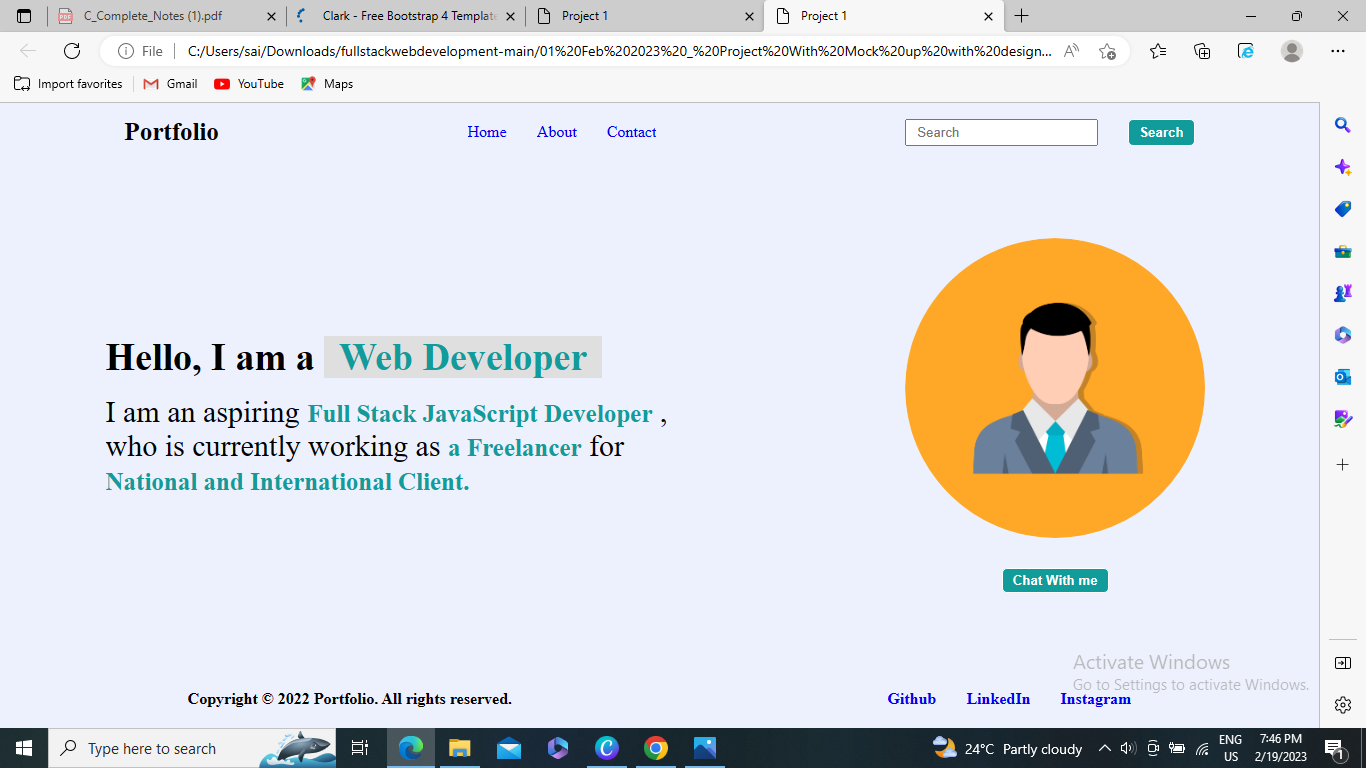 C_Complete_Notes (1).pdf
Clark - Free Bootstrap 4 Template
Project 1
Project 1
File
C:/Users/sai/Downloads/fullstackwebdevelopment-main/01%20Feb%202023%20_%20Project%20With%20Mock%20up%20with%20design...
Import favorites
Gmail
YouTube
Maps
Portfolio
Home
About
Contact
Search
Search
Hello, I am a Web Developer
I am an aspiring Full Stack JavaScript Developer ,
who is currently working as a Freelancer for
National and International Client.
Chat With me
Activate Windows
Go to Settings to activate Windows.
Copyright © 2022 Portfolio. All rights reserved.
Github
LinkedIn
Instagram
Type here to search
24°C Partly cloudy
ENG
US
7:46 PM
2/19/2023
1